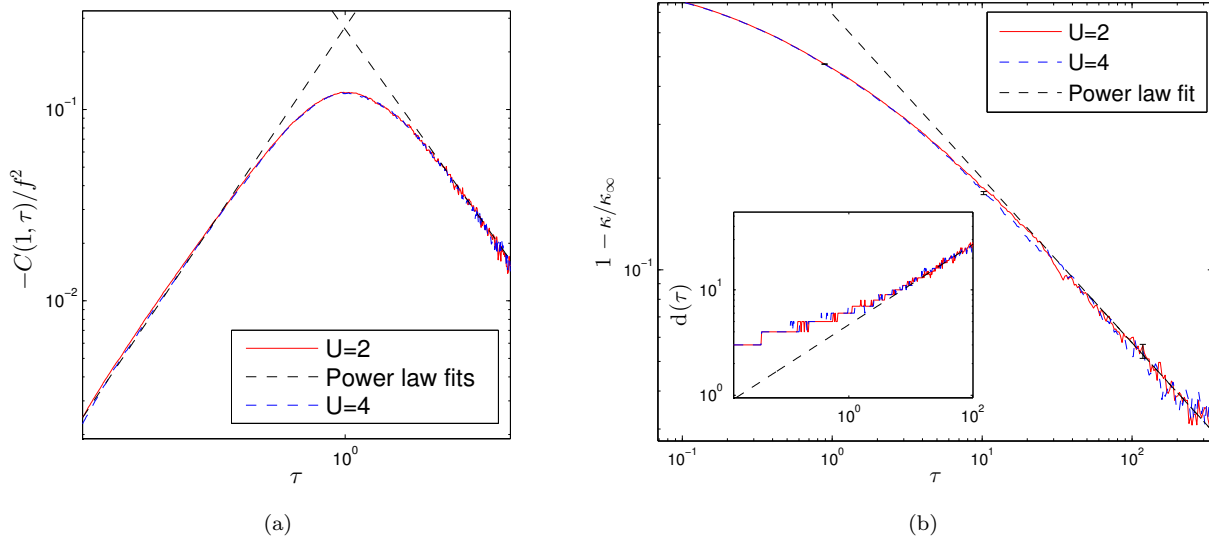 −C(1, τ)/f²
10⁻¹
10⁻²
U=2
Power law fits
U=4
10⁰
τ
(a)
1 − κ/κ∞
10⁻¹
U=2
U=4
Power law fit
d (τ)
10¹
10⁰
10⁰
10²
10⁻¹
10⁰
10¹
10²
τ
(b)